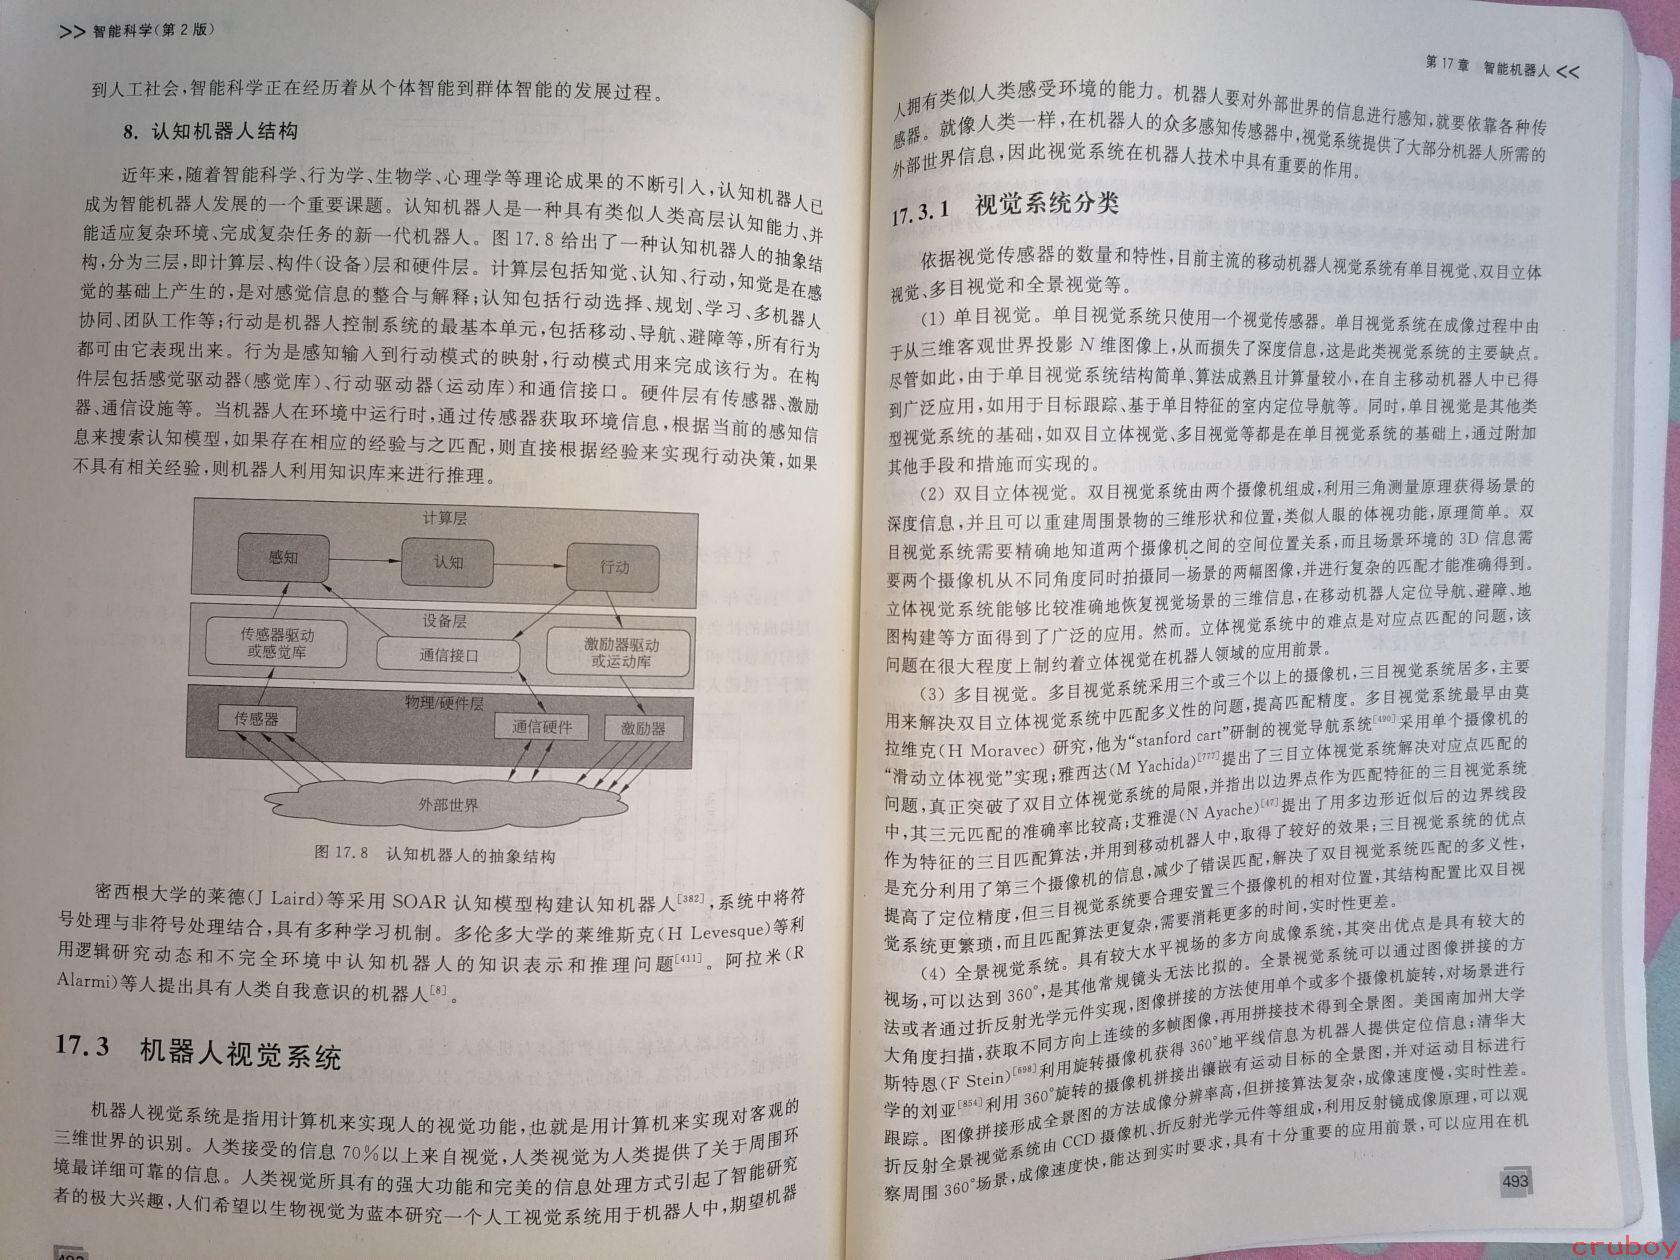 >> 智能科学(第2版)
到人工社会,智能科学正在经历着从个体智能到群体智能的发展过程。
8. 认知机器人结构
近年来,随着智能科学、行为学、生物学、心理学等理论成果的不断引入,认知机器人已
成为智能机器人发展的一个重要课题。认知机器人是一种具有类似人类高层认知能力、并
能适应复杂环境、完成复杂任务的新一代机器人。图 17.8 给出了一种认知机器人的抽象结
构,分为三层,即计算层、构件(设备)层和硬件层。计算层包括知觉、认知、行动,知觉是在感
觉的基础上产生的,是对感觉信息的整合与解释;认知包括行动选择、规划、学习、多机器人
协同、团队工作等;行动是机器人控制系统的最基本单元,包括移动、导航、避障等,所有行为
都可由它表现出来。行为是感知输入到行动模式的映射,行动模式用来完成该行为。在构
件层包括感觉驱动器(感觉库)、行动驱动器(运动库)和通信接口。硬件层有传感器、激励
器、通信设施等。当机器人在环境中运行时,通过传感器获取环境信息,根据当前的感知信
息来搜索认知模型,如果存在相应的经验与之匹配,则直接根据经验来实现行动决策,如果
不具有相关经验,则机器人利用知识库来进行推理。
计算层
感知
认知
行动
设备层
传感器驱动
或感觉库
通信接口
激励器驱动
或运动库
物理/硬件层
传感器
通信硬件
激励器
外部世界
图 17.8 认知机器人的抽象结构
密西根大学的莱德(J Laird)等采用 SOAR 认知模型构建认知机器人[382],系统中将符
号处理与非符号处理结合,具有多种学习机制。多伦多大学的莱维斯克(H Levesque)等利
用逻辑研究动态和不完全环境中认知机器人的知识表示和推理问题[411]。阿拉米(R
Alarmi)等人提出具有人类自我意识的机器人[8]。
17.3 机器人视觉系统
机器人视觉系统是指用计算机来实现人的视觉功能,也就是用计算机来实现对客观的
三维世界的识别。人类接受的信息 70%以上来自视觉,人类视觉为人类提供了关于周围环
境最详细可靠的信息。人类视觉所具有的强大功能和完美的信息处理方式引起了智能研究
者的极大兴趣,人们希望以生物视觉为蓝本研究一个人工视觉系统用于机器人中,期望机器
492
第 17 章 智能机器人 <<
人拥有类似人类感受环境的能力。机器人要对外部世界的信息进行感知,就要依靠各种传
感器。就像人类一样,在机器人的众多感知传感器中,视觉系统提供了大部分机器人所需的
外部世界信息,因此视觉系统在机器人技术中具有重要的作用。
17.3.1 视觉系统分类
依据视觉传感器的数量和特性,目前主流的移动机器人视觉系统有单目视觉、双目立体
视觉、多目视觉和全景视觉等。
(1) 单目视觉。单目视觉系统只使用一个视觉传感器。单目视觉系统在成像过程中由
于从三维客观世界投影 N 维图像上,从而损失了深度信息,这是此类视觉系统的主要缺点。
尽管如此,由于单目视觉系统结构简单、算法成熟且计算量较小,在自主移动机器人中已得
到广泛应用,如用于目标跟踪、基于单目特征的室内定位导航等。同时,单目视觉是其他类
型视觉系统的基础,如双目立体视觉、多目视觉等都是在单目视觉系统的基础上,通过附加
其他手段和措施而实现的。
(2) 双目立体视觉。双目视觉系统由两个摄像机组成,利用三角测量原理获得场景的
深度信息,并且可以重建周围景物的三维形状和位置,类似人眼的体视功能,原理简单。双
目视觉系统需要精确地知道两个摄像机之间的空间位置关系,而且场景环境的 3D 信息需
要两个摄像机从不同角度同时拍摄同一场景的两幅图像,并进行复杂的匹配才能准确得到。
立体视觉系统能够比较准确地恢复视觉场景的三维信息,在移动机器人定位导航、避障、地
图构建等方面得到了广泛的应用。然而。立体视觉系统中的难点是对应点匹配的问题,该
问题在很大程度上制约着立体视觉在机器人领域的应用前景。
(3) 多目视觉。多目视觉系统采用三个或三个以上的摄像机,三目视觉系统居多,主要
用来解决双目立体视觉系统中匹配多义性的问题,提高匹配精度。多目视觉系统最早由莫
拉维克(H Moravec) 研究,他为“stanford cart”研制的视觉导航系统[490]采用单个摄像机的
“滑动立体视觉”实现;雅西达(M Yachida)[777]提出了三目立体视觉系统解决对应点匹配的
问题,真正突破了双目立体视觉系统的局限,并指出以边界点作为匹配特征的三目视觉系统
中,其三元匹配的准确率比较高;艾雅湜(N Ayache)[47]提出了用多边形近似后的边界线段
作为特征的三目匹配算法,并用到移动机器人中,取得了较好的效果;三目视觉系统的优点
是充分利用了第三个摄像机的信息,减少了错误匹配,解决了双目视觉系统匹配的多义性,
提高了定位精度,但三目视觉系统要合理安置三个摄像机的相对位置,其结构配置比双目视
觉系统更繁琐,而且匹配算法更复杂,需要消耗更多的时间,实时性更差。
(4) 全景视觉系统。具有较大水平视场的多方向成像系统,其突出优点是具有较大的
视场,可以达到 360°,是其他常规镜头无法比拟的。全景视觉系统可以通过图像拼接的方
法或者通过折反射光学元件实现,图像拼接的方法使用单个或多个摄像机旋转,对场景进行
大角度扫描,获取不同方向上连续的多帧图像,再用拼接技术得到全景图。美国南加州大学
斯特恩(F Stein)[698]利用旋转摄像机获得 360°地平线信息为机器人提供定位信息;清华大
学的刘亚[854]利用 360°旋转的摄像机拼接出镶嵌有运动目标的全景图,并对运动目标进行
跟踪。图像拼接形成全景图的方法成像分辨率高,但拼接算法复杂,成像速度慢,实时性差。
折反射全景视觉系统由 CCD 摄像机、折反射光学元件等组成,利用反射镜成像原理,可以观
察周围 360°场景,成像速度快,能达到实时要求,具有十分重要的应用前景,可以应用在机
493
cruboy